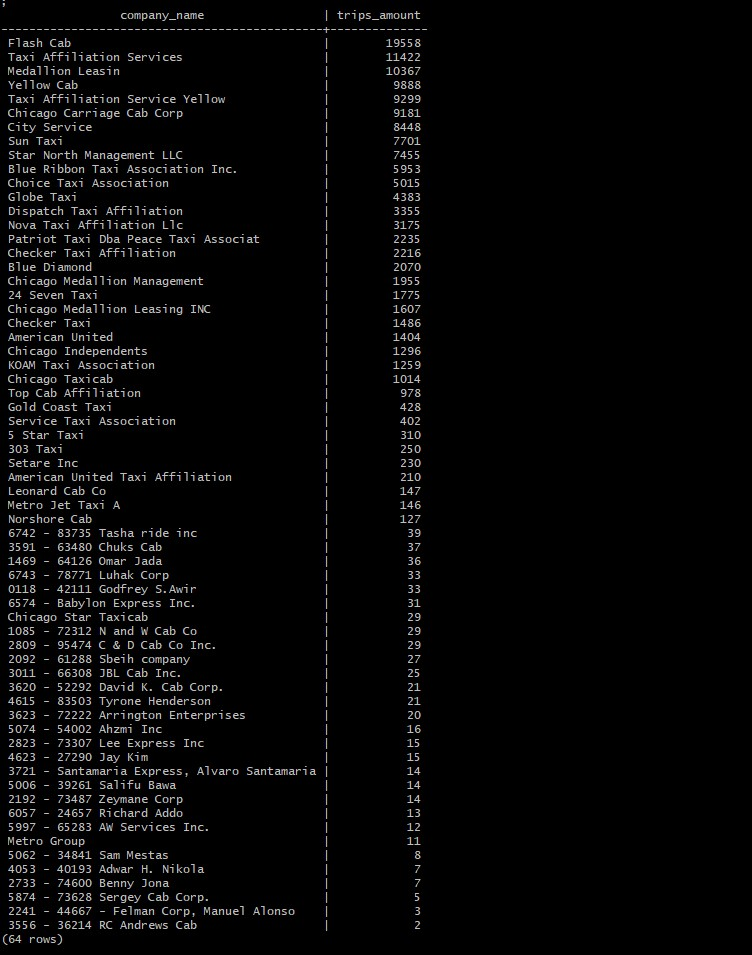 ;
company_name | trips_amount
--------------------------------------------+--------------
Flash Cab | 19558
Taxi Affiliation Services | 11422
Medallion Leasin | 10367
Yellow Cab | 9888
Taxi Affiliation Service Yellow | 9299
Chicago Carriage Cab Corp | 9181
City Service | 8448
Sun Taxi | 7701
Star North Management LLC | 7455
Blue Ribbon Taxi Association Inc. | 5953
Choice Taxi Association | 5015
Globe Taxi | 4383
Dispatch Taxi Affiliation | 3355
Nova Taxi Affiliation Llc | 3175
Patriot Taxi Dba Peace Taxi Associat | 2235
Checker Taxi Affiliation | 2216
Blue Diamond | 2070
Chicago Medallion Management | 1955
24 Seven Taxi | 1775
Chicago Medallion Leasing INC | 1607
Checker Taxi | 1486
American United | 1404
Chicago Independents | 1296
KOAM Taxi Association | 1259
Chicago Taxicab | 1014
Top Cab Affiliation | 978
Gold Coast Taxi | 428
Service Taxi Association | 402
5 Star Taxi | 310
303 Taxi | 250
Setare Inc | 230
American United Taxi Affiliation | 210
Leonard Cab Co | 147
Metro Jet Taxi A | 146
Norshore Cab | 127
6742 - 83735 Tasha ride inc | 39
3591 - 63480 Chuks Cab | 37
1469 - 64126 Omar Jada | 36
6743 - 78771 Luhak Corp | 33
0118 - 42111 Godfrey S.Awir | 33
6574 - Babylon Express Inc. | 31
Chicago Star Taxicab | 29
1085 - 72312 N and W Cab Co | 29
2809 - 95474 C & D Cab Co Inc. | 29
2092 - 61288 Sbeih company | 27
3011 - 66308 JBL Cab Inc. | 25
3620 - 52292 David K. Cab Corp. | 21
4615 - 83503 Tyrone Henderson | 21
3623 - 72222 Arrington Enterprises | 20
5074 - 54002 Ahzmi Inc | 16
2823 - 73307 Lee Express Inc | 15
4623 - 27290 Jay Kim | 15
3721 - Santamaria Express, Alvaro Santamaria | 14
5006 - 39261 Salifu Bawa | 14
2192 - 73487 Zeymane Corp | 14
6057 - 24657 Richard Addo | 13
5997 - 65283 AW Services Inc. | 12
Metro Group | 11
5062 - 34841 Sam Mestas | 8
4053 - 40193 Adwar H. Nikola | 7
2733 - 74600 Benny Jona | 7
5874 - 73628 Sergey Cab Corp. | 5
2241 - 44667 - Felman Corp, Manuel Alonso | 3
3556 - 36214 RC Andrews Cab | 2
(64 rows)